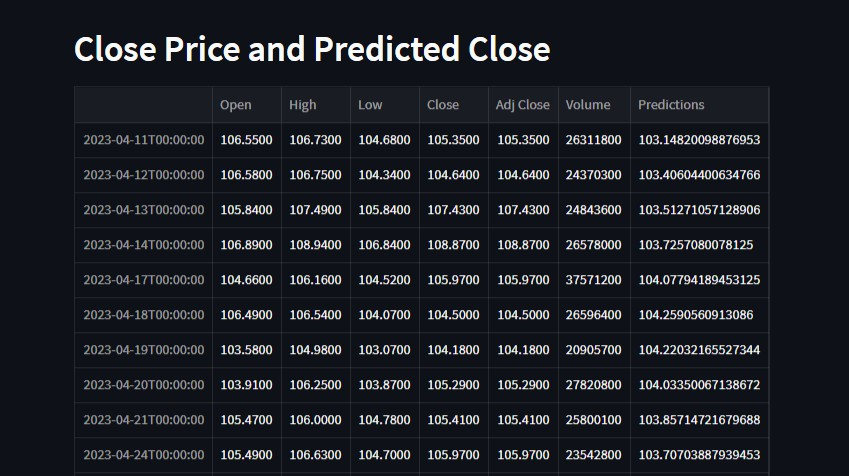 Close Price and Predicted Close
Open High Low Close Adj Close Volume Predictions
2023-04-11T00:00:00 106.5500 106.7300 104.6800 105.3500 105.3500 26311800 103.14820098876953
2023-04-12T00:00:00 106.5800 106.7500 104.3400 104.6400 104.6400 24370300 103.40604400634766
2023-04-13T00:00:00 105.8400 107.4900 105.8400 107.4300 107.4300 24843600 103.51271057128906
2023-04-14T00:00:00 106.8900 108.9400 106.8400 108.8700 108.8700 26578000 103.7257080078125
2023-04-17T00:00:00 104.6600 106.1600 104.5200 105.9700 105.9700 37571200 104.07794189453125
2023-04-18T00:00:00 106.4900 106.5400 104.0700 104.5000 104.5000 26596400 104.2590560913086
2023-04-19T00:00:00 103.5800 104.9800 103.0700 104.1800 104.1800 20905700 104.22032165527344
2023-04-20T00:00:00 103.9100 106.2500 103.8700 105.2900 105.2900 27820800 104.03350067138672
2023-04-21T00:00:00 105.4700 106.0000 104.7800 105.4100 105.4100 25800100 103.85714721679688
2023-04-24T00:00:00 105.4900 106.6300 104.7000 105.9700 105.9700 23542800 103.70703887939453